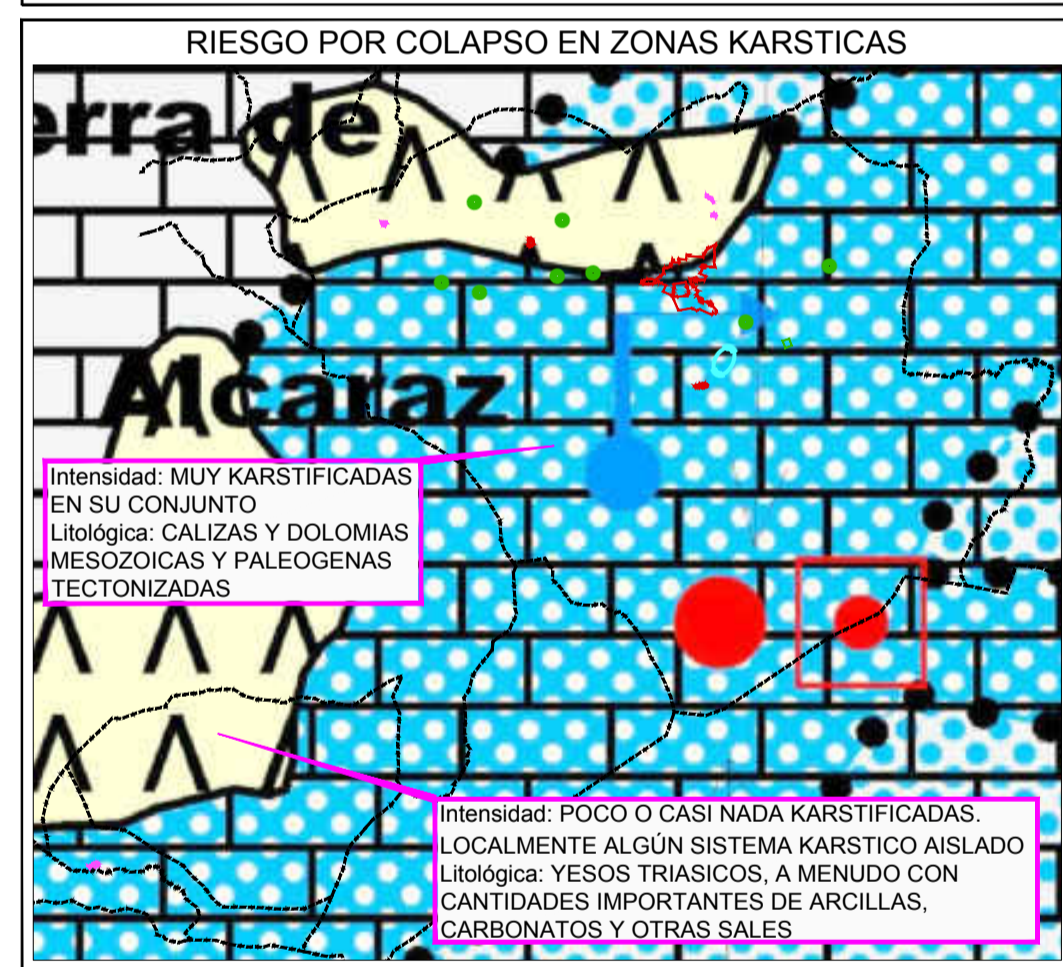 RIESGO POR COLAPSO EN ZONAS KARSTICAS
erra de
Alcaraz
Intensidad: MUY KARSTIFICADAS
EN SU CONJUNTO
Litológica: CALIZAS Y DOLOMIAS
MESOZOICAS Y PALEOGENAS
TECTONIZADAS
Intensidad: POCO O CASI NADA KARSTIFICADAS.
LOCALMENTE ALGÚN SISTEMA KARSTICO AISLADO
Litológica: YESOS TRIASICOS, A MENUDO CON
CANTIDADES IMPORTANTES DE ARCILLAS,
CARBONATOS Y OTRAS SALES